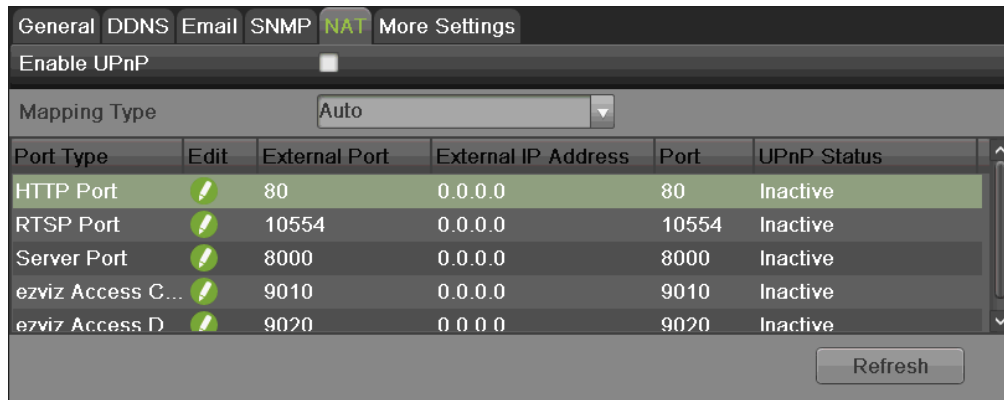 General DDNS Email SNMP NAT More Settings
Enable UPnP
Mapping Type Auto
Port Type Edit External Port External IP Address Port UPnP Status
HTTP Port 80 0.0.0.0 80 Inactive
RTSP Port 10554 0.0.0.0 10554 Inactive
Server Port 8000 0.0.0.0 8000 Inactive
ezviz Access C... 9010 0.0.0.0 9010 Inactive
ezviz Access D 9020 0.0.0.0 9020 Inactive
Refresh